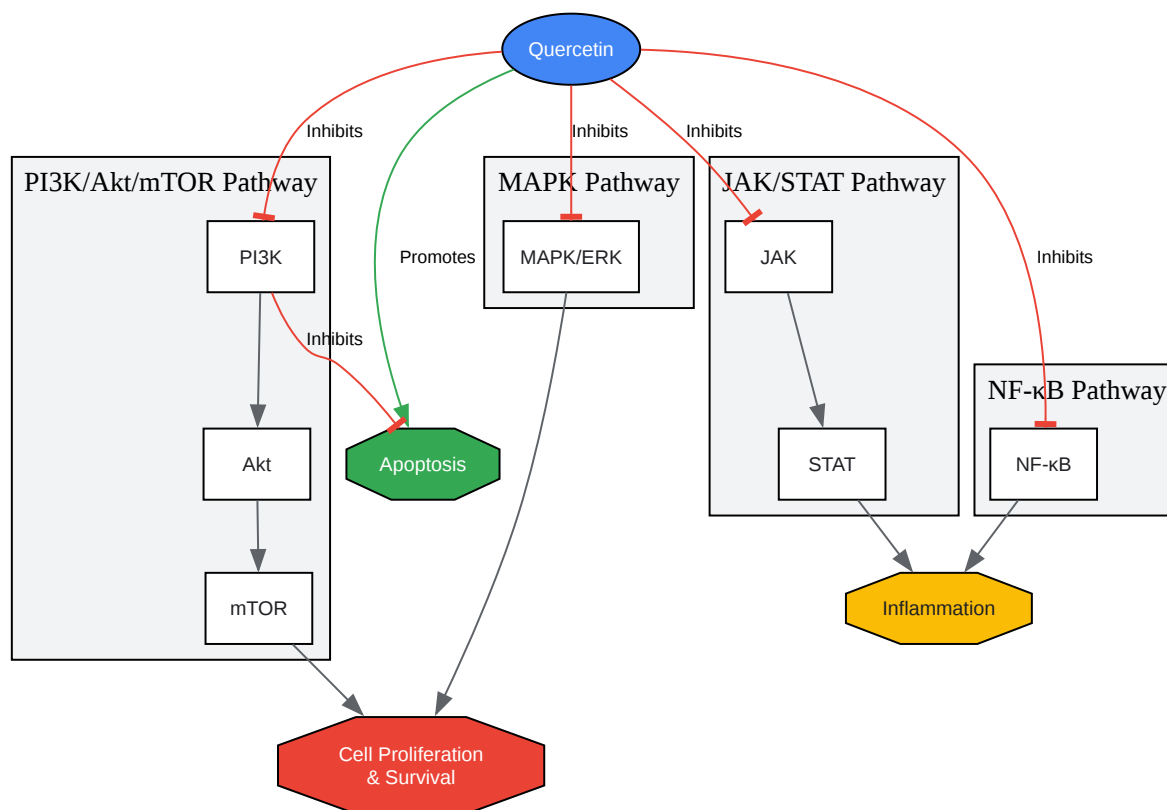 Quercetin
Inhibits
Inhibits
Inhibits
PI3K/Akt/mTOR Pathway
MAPK Pathway
JAK/STAT Pathway
PI3K
Promotes
MAPK/ERK
JAK
Inhibits
Inhibits
NF-κB Pathway
Akt
Apoptosis
STAT
NF-κB
mTOR
Inflammation
Cell Proliferation
& Survival